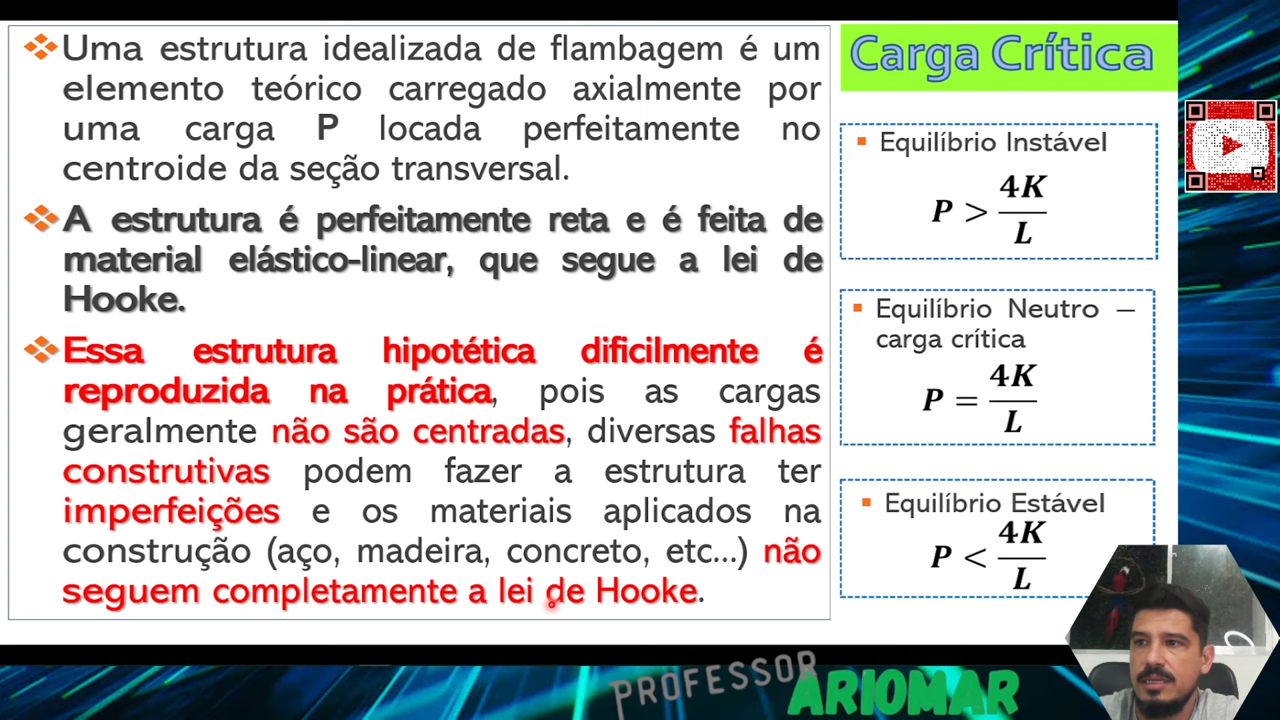 Uma estrutura idealizada de flambagem é um
elemento teórico carregado axialmente por
uma carga P locada perfeitamente no
centroide da seção transversal.
A estrutura é perfeitamente reta e é feita de
material elástico-linear, que segue a lei de
Hooke.
Essa estrutura hipotética dificilmente é
reproduzida na prática, pois as cargas
geralmente não são centradas, diversas falhas
construtivas podem fazer a estrutura ter
imperfeições e os materiais aplicados na
construção (aço, madeira, concreto, etc...) não
seguem completamente a lei de Hooke.
Carga Crítica
Equilíbrio Instável
P > 4K/L
Equilíbrio Neutro –
carga crítica
P = 4K/L
Equilíbrio Estável
P < 4K/L
PROFESSOR
ARIOMAR